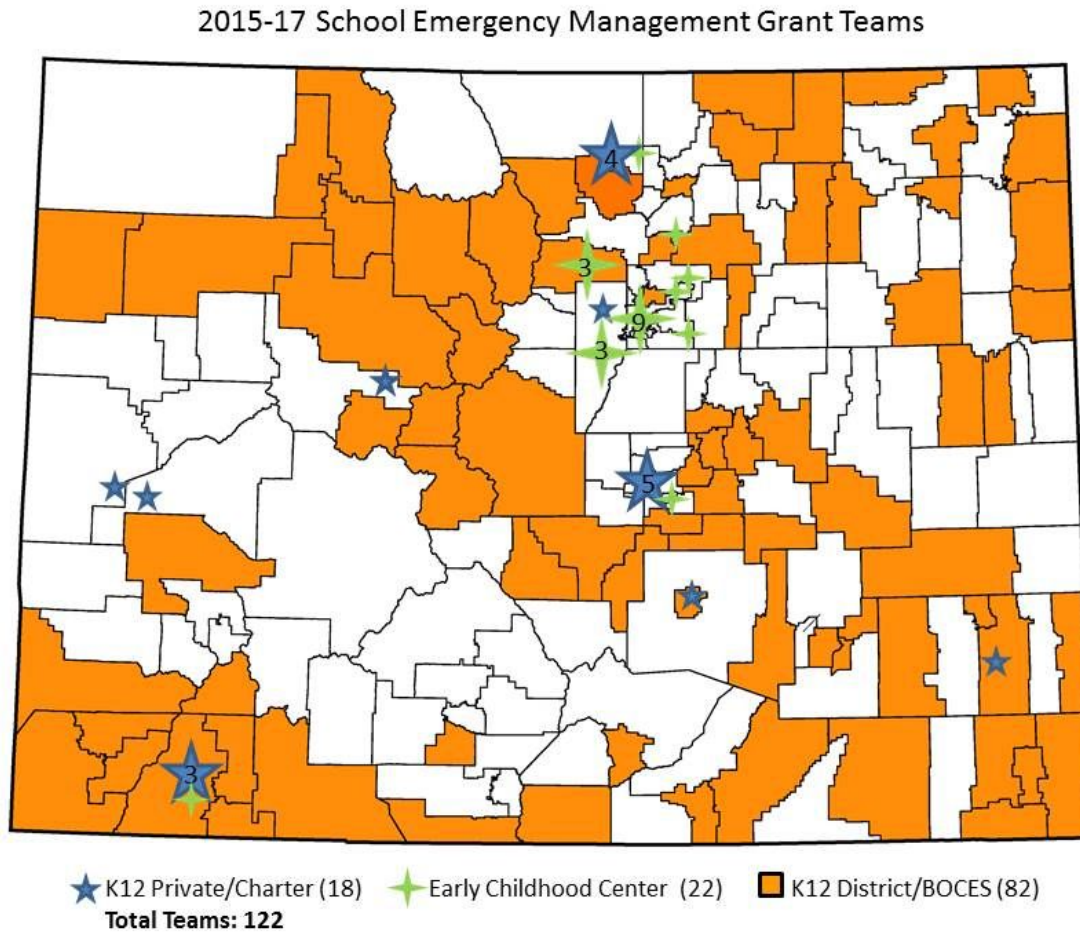 2015-17 School Emergency Management Grant Teams
4
3
9
3
5
3
K12 Private/Charter (18) Early Childhood Center (22) K12 District/BOCES (82)
Total Teams: 122